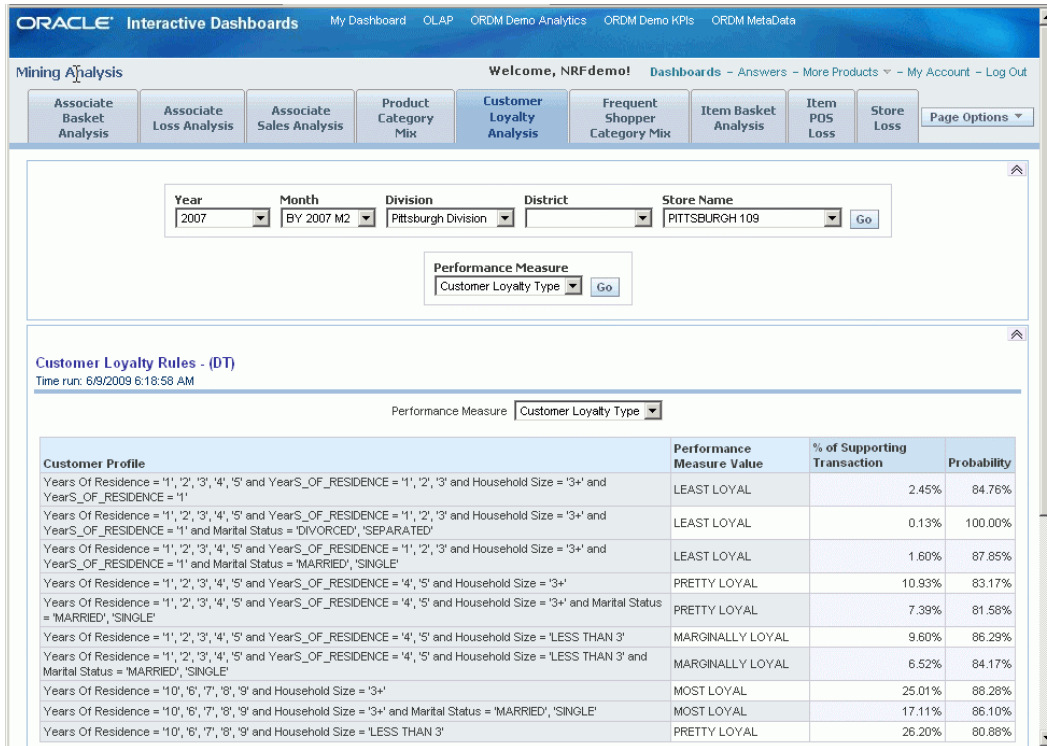 ORACLE Interactive Dashboards My Dashboard OLAP ORDM Demo Analytics ORDM Demo KPIs ORDM MetaData
Mining Analysis Welcome, NRFdemo! Dashboards - Answers - More Products - My Account - Log Out
Associate Basket Analysis
Associate Loss Analysis
Associate Sales Analysis
Product Category Mix
Customer Loyalty Analysis
Frequent Shopper Category Mix
Item Basket Analysis
Item POS Loss
Store Loss
Page Options
Year Month Division District Store Name
2007 BY 2007 M2 Pittsburgh Division PITTSBURGH 109 Go
Performance Measure
Customer Loyalty Type Go
Customer Loyalty Rules - (DT)
Time run: 6/9/2009 6:18:58 AM
Performance Measure Customer Loyalty Type
Customer Profile Performance Measure Value % of Supporting Transaction Probability
Years Of Residence = '1', '2', '3', '4', '5' and YearS_OF_RESIDENCE = '1', '2', '3' and Household Size = '3+' and
YearS_OF_RESIDENCE = '1' LEAST LOYAL 2.45% 84.76%
Years Of Residence = '1', '2', '3', '4', '5' and YearS_OF_RESIDENCE = '1', '2', '3' and Household Size = '3+' and
YearS_OF_RESIDENCE = '1' and Marital Status = 'DIVORCED', 'SEPARATED' LEAST LOYAL 0.13% 100.00%
Years Of Residence = '1', '2', '3', '4', '5' and YearS_OF_RESIDENCE = '1', '2', '3' and Household Size = '3+' and
YearS_OF_RESIDENCE = '1' and Marital Status = 'MARRIED', 'SINGLE' LEAST LOYAL 1.60% 87.85%
Years Of Residence = '1', '2', '3', '4', '5' and YearS_OF_RESIDENCE = '4', '5' and Household Size = '3+' PRETTY LOYAL 10.93% 83.17%
Years Of Residence = '1', '2', '3', '4', '5' and YearS_OF_RESIDENCE = '4', '5' and Household Size = '3+' and Marital Status
= 'MARRIED', 'SINGLE' PRETTY LOYAL 7.39% 81.58%
Years Of Residence = '1', '2', '3', '4', '5' and YearS_OF_RESIDENCE = '4', '5' and Household Size = 'LESS THAN 3' MARGINALLY LOYAL 9.60% 86.29%
Years Of Residence = '1', '2', '3', '4', '5' and YearS_OF_RESIDENCE = '4', '5' and Household Size = 'LESS THAN 3' and
Marital Status = 'MARRIED', 'SINGLE' MARGINALLY LOYAL 6.52% 84.17%
Years Of Residence = '10', '6', '7', '8', '9' and Household Size = '3+' MOST LOYAL 25.01% 88.28%
Years Of Residence = '10', '6', '7', '8', '9' and Household Size = '3+' and Marital Status = 'MARRIED', 'SINGLE' MOST LOYAL 17.11% 86.10%
Years Of Residence = '10', '6', '7', '8', '9' and Household Size = 'LESS THAN 3' PRETTY LOYAL 26.20% 80.88%